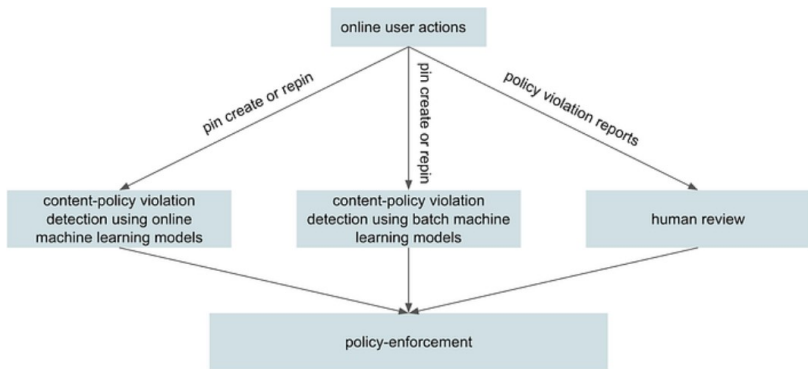 online user actions
pin create or repin
pin create or repin
policy violation reports
content-policy violation
detection using online
machine learning models
content-policy violation
detection using batch machine
learning models
human review
policy-enforcement